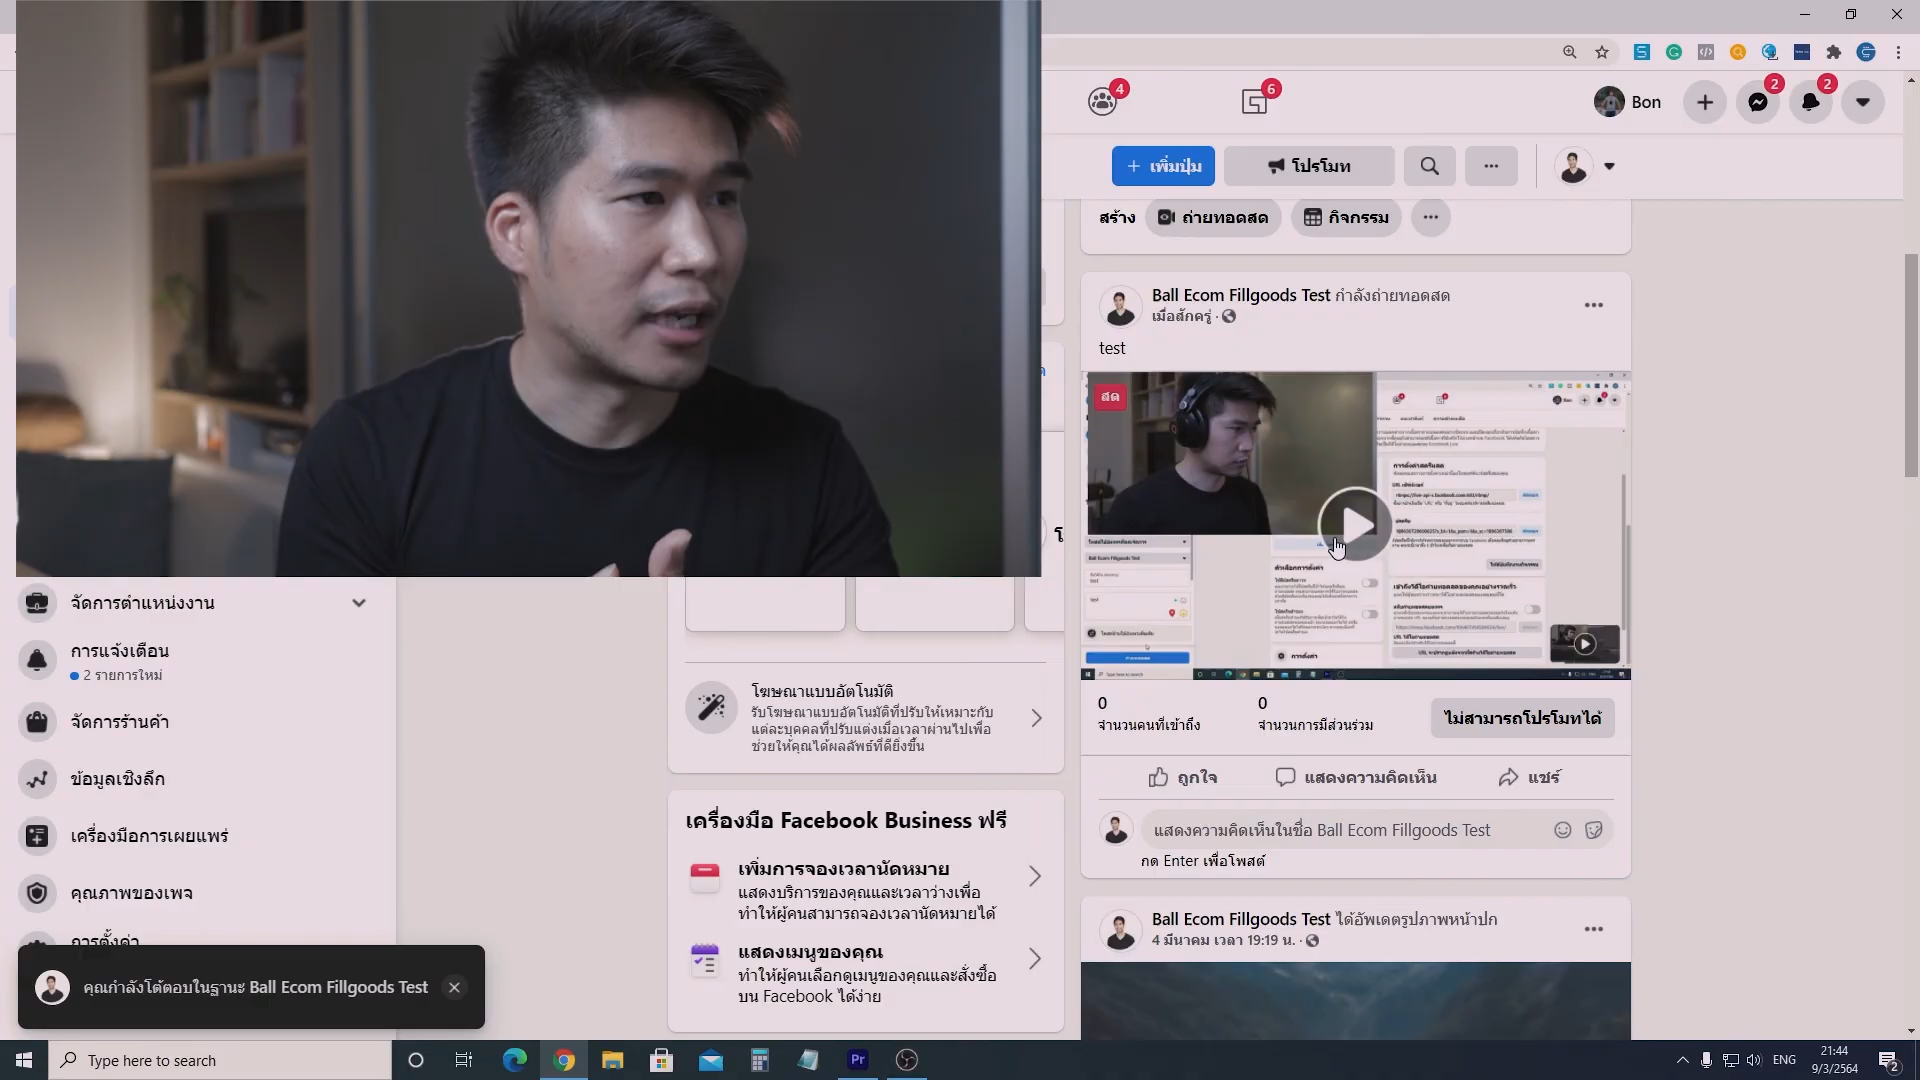 4
6
Bon
2
2
+ เพิ่มปุ่ม
โปรโมท
สร้าง
ถ่ายทอดสด
กิจกรรม
Ball Ecom Fillgoods Test กำลังถ่ายทอดสด
เมื่อสักครู่ ·
test
สด
0
จำนวนคนที่เข้าถึง
0
จำนวนการมีส่วนร่วม
ไม่สามารถโปรโมทได้
ถูกใจ
แสดงความคิดเห็น
แชร์
แสดงความคิดเห็นในชื่อ Ball Ecom Fillgoods Test
กด Enter เพื่อโพสต์
Ball Ecom Fillgoods Test ได้อัพเดตรูปภาพหน้าปก
4 มีนาคม เวลา 19:19 น. ·
จัดการตำแหน่งงาน
การแจ้งเตือน
2 รายการใหม่
จัดการร้านค้า
ข้อมูลเชิงลึก
เครื่องมือการเผยแพร่
คุณภาพของเพจ
การตั้งค่า
คุณกำลังโต้ตอบในฐานะ Ball Ecom Fillgoods Test
โฆษณาแบบอัตโนมัติ
รับโฆษณาแบบอัตโนมัติที่ปรับให้เหมาะกับ
แต่ละบุคคลที่ปรับแต่งเมื่อเวลาผ่านไปเพื่อ
ช่วยให้คุณได้ผลลัพธ์ที่ดียิ่งขึ้น
เครื่องมือ Facebook Business ฟรี
เพิ่มการจองเวลานัดหมาย
แสดงบริการของคุณและเวลาว่างเพื่อ
ทำให้ผู้คนสามารถจองเวลานัดหมายได้
แสดงเมนูของคุณ
ทำให้ผู้คนเลือกดูเมนูของคุณและสั่งซื้อ
บน Facebook ได้ง่าย
Type here to search
Pr
ENG
21:44
9/3/2564
2